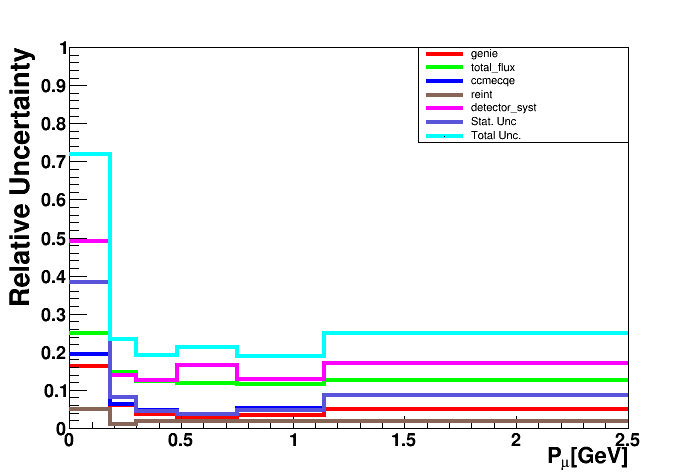 Relative Uncertainty
1
0.9
0.8
0.7
0.6
0.5
0.4
0.3
0.2
0.1
0
genie
total_flux
ccmecqe
reint
detector_syst
Stat. Unc
Total Unc.
0 0.5 1 1.5 2 2.5
Pμ[GeV]